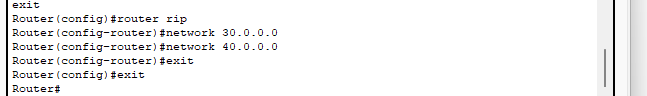 exit
Router(config)#router rip
Router(config-router)#network 30.0.0.0
Router(config-router)#network 40.0.0.0
Router(config-router)#exit
Router(config)#exit
Router#